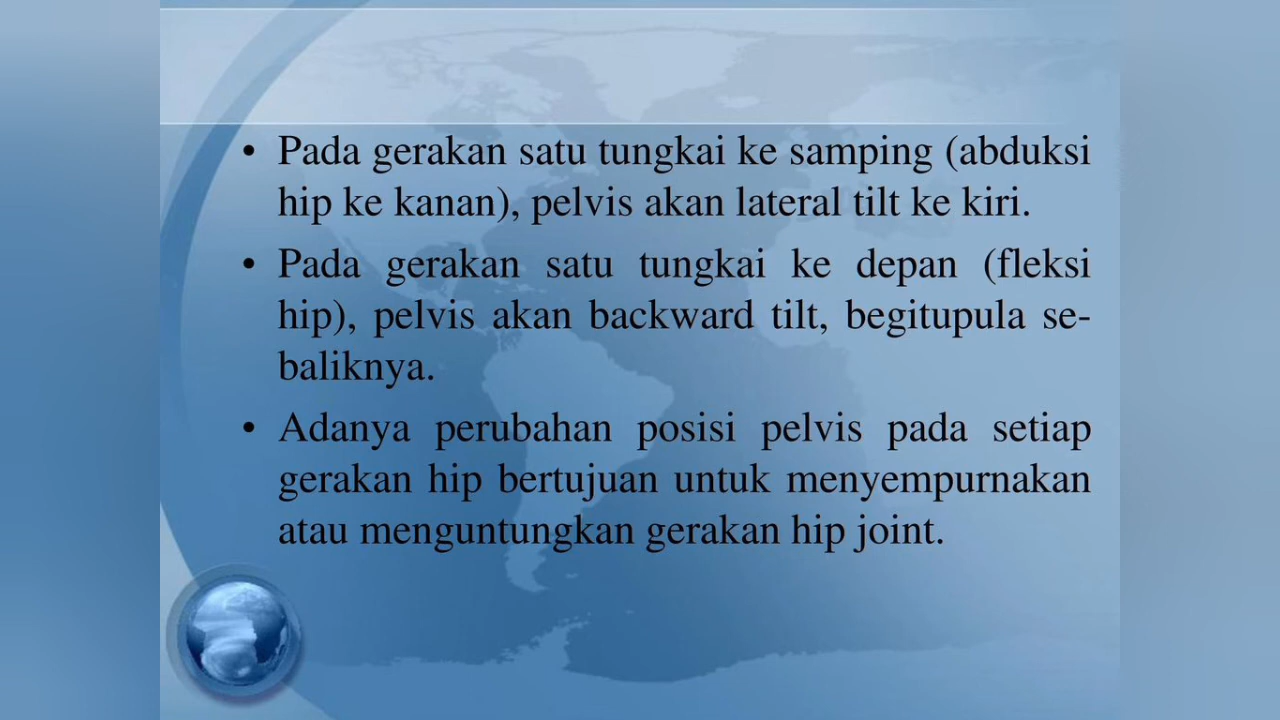 • Pada gerakan satu tungkai ke samping (abduksi
hip ke kanan), pelvis akan lateral tilt ke kiri.
• Pada gerakan satu tungkai ke depan (fleksi
hip), pelvis akan backward tilt, begitupula se-
baliknya.
• Adanya perubahan posisi pelvis pada setiap
gerakan hip bertujuan untuk menyempurnakan
atau menguntungkan gerakan hip joint.